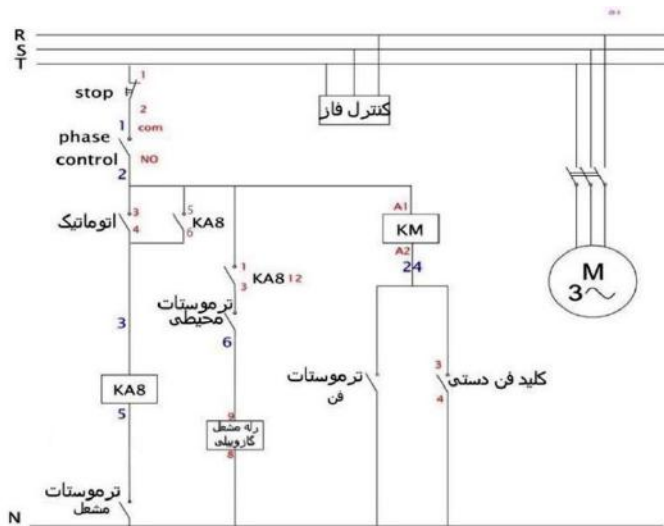 R
S
T
stop
1
2
1
com
phase
control
NO
2
کنترل فاز
اتوماتیک
3
4
5
6
KA8
A1
KM
A2
24
1
3
KA8 12
ترموستات
محیطی
6
3
KA8
5
9
رله مشعل
گازوییلی
8
ترموستات
فن
3
4
کلید فن دستی
M
3
ترموستات
مشعل
N